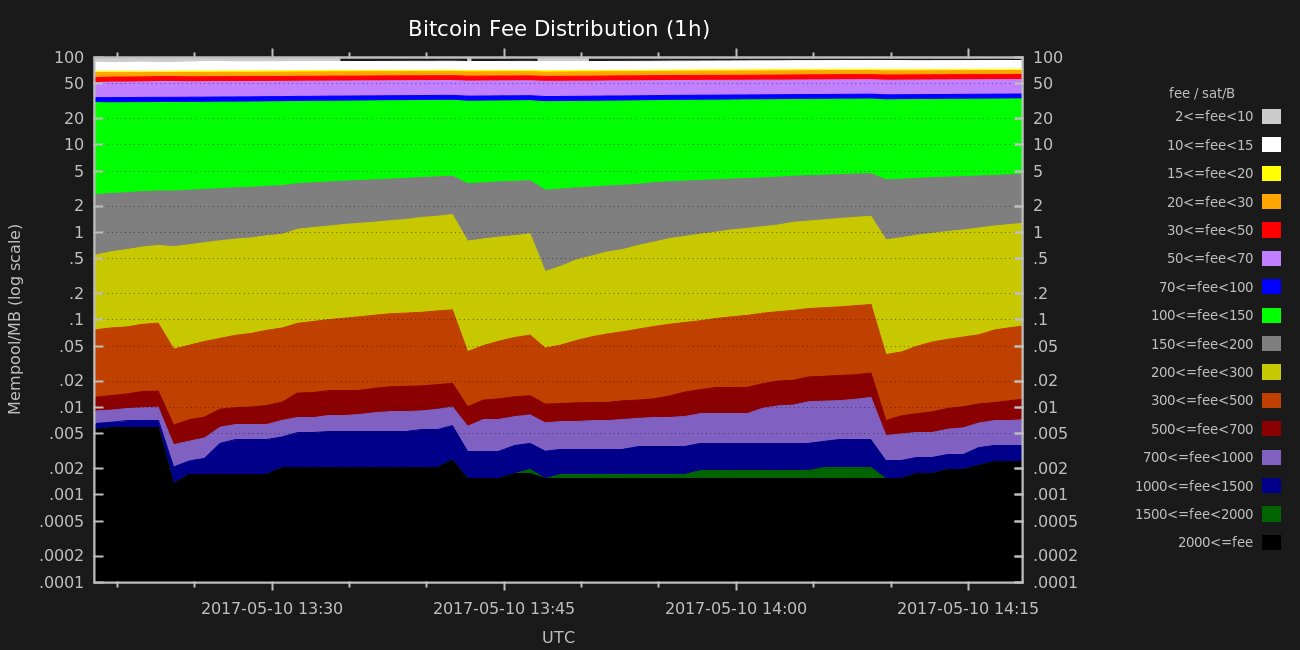 Bitcoin Fee Distribution (1h)
100 100
50 50
20 20
10 10
5 5
2 2
1 1
.5 .5
.2 .2
.1 .1
.05 .05
.02 .02
.01 .01
.005 .005
.002 .002
.001 .001
.0005 .0005
.0002 .0002
.0001 .0001
Mempool/MB (log scale)
2017-05-10 13:30 2017-05-10 13:45 2017-05-10 14:00 2017-05-10 14:15
UTC
fee / sat/B
2<=fee<10
10<=fee<15
15<=fee<20
20<=fee<30
30<=fee<50
50<=fee<70
70<=fee<100
100<=fee<150
150<=fee<200
200<=fee<300
300<=fee<500
500<=fee<700
700<=fee<1000
1000<=fee<1500
1500<=fee<2000
2000<=fee